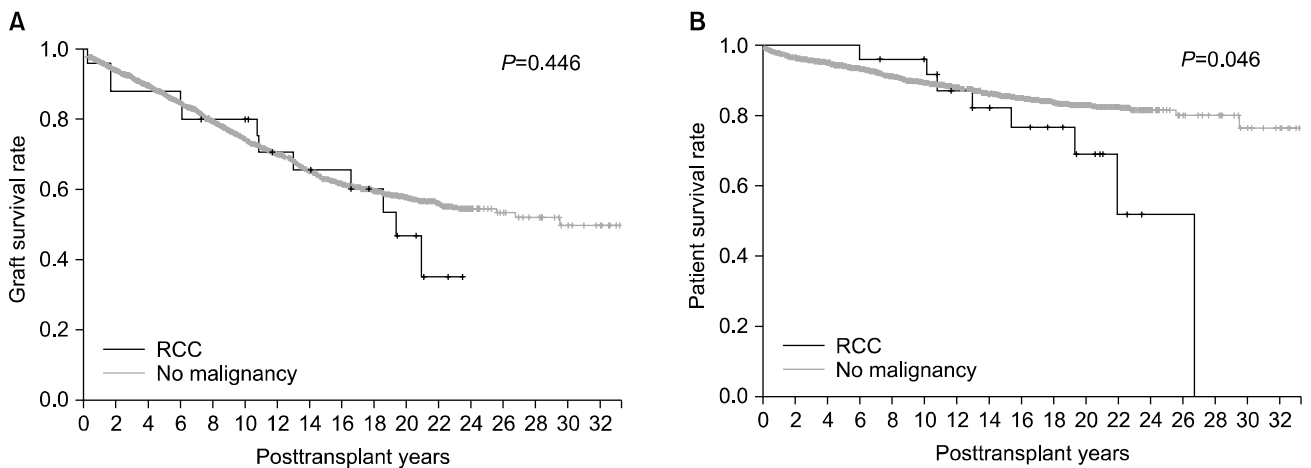 A
1.0
0.8
0.6
0.4
0.2
0.0
Graft survival rate
P=0.446
RCC
No malignancy
0 2 4 6 8 10 12 14 16 18 20 22 24 26 28 30 32
Posttransplant years
B
1.0
0.8
0.6
0.4
0.2
0.0
Patient survival rate
P=0.046
RCC
No malignancy
0 2 4 6 8 10 12 14 16 18 20 22 24 26 28 30 32
Posttransplant years